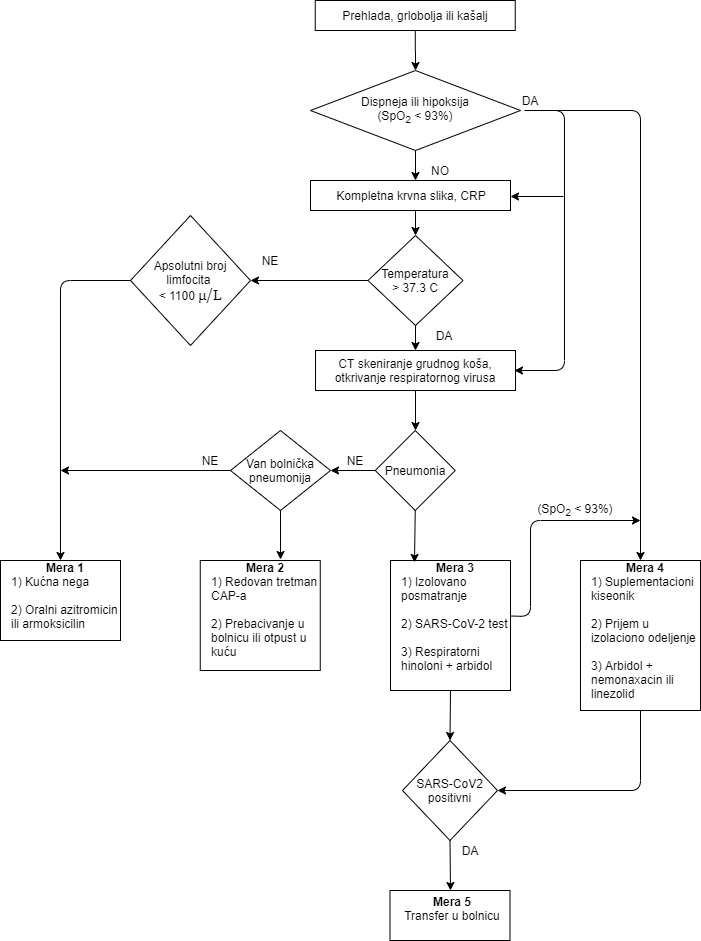 Prehlada, grlobolja ili kašalj
Dispneja ili hipoksija
(SpO2 < 93%)
DA
NO
Kompletna krvna slika, CRP
Temperatura
> 37.3 C
NE
Apsolutni broj
limfocita
< 1100 μ/L
DA
CT skeniranje grudnog koša,
otkrivanje respiratornog virusa
Pneumonia
NE
Van bolnička
pneumonija
NE
(SpO2 < 93%)
Mera 1
1) Kućna nega
2) Oralni azitromicin
ili armoksicilin
Mera 2
1) Redovan tretman
CAP-a
2) Prebacivanje u
bolnicu ili otpust u
kuću
Mera 3
1) Izolovano
posmatranje
2) SARS-CoV-2 test
3) Respiratorni
hinoloni + arbidol
Mera 4
1) Suplementacioni
kiseonik
2) Prijem u
izolaciono odeljenje
3) Arbidol +
nemonaxacin ili
linezolid
SARS-CoV2
positivni
DA
Mera 5
Transfer u bolnicu